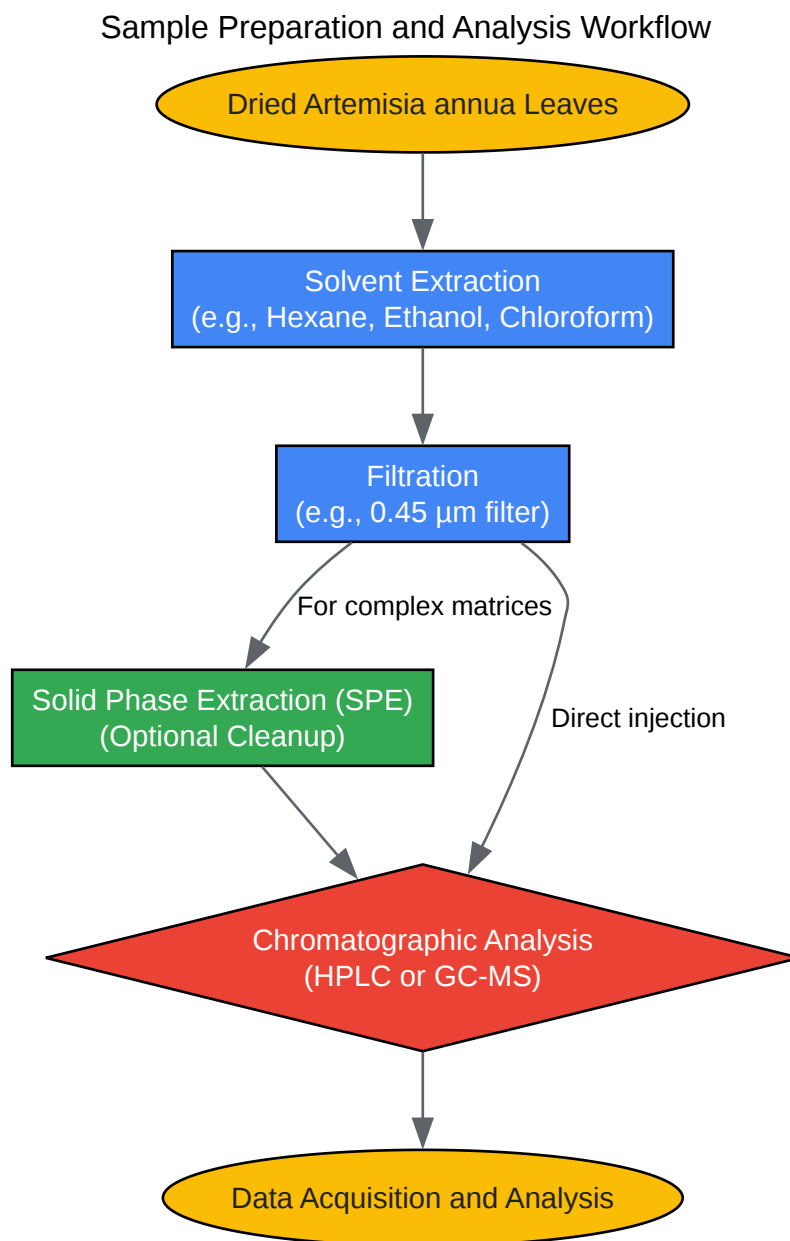 Sample Preparation and Analysis Workflow
Dried Artemisia annua Leaves
Solvent Extraction
(e.g., Hexane, Ethanol, Chloroform)
Filtration
(e.g., 0.45 µm filter)
For complex matrices
Solid Phase Extraction (SPE)
(Optional Cleanup)
Direct injection
Chromatographic Analysis
(HPLC or GC-MS)
Data Acquisition and Analysis